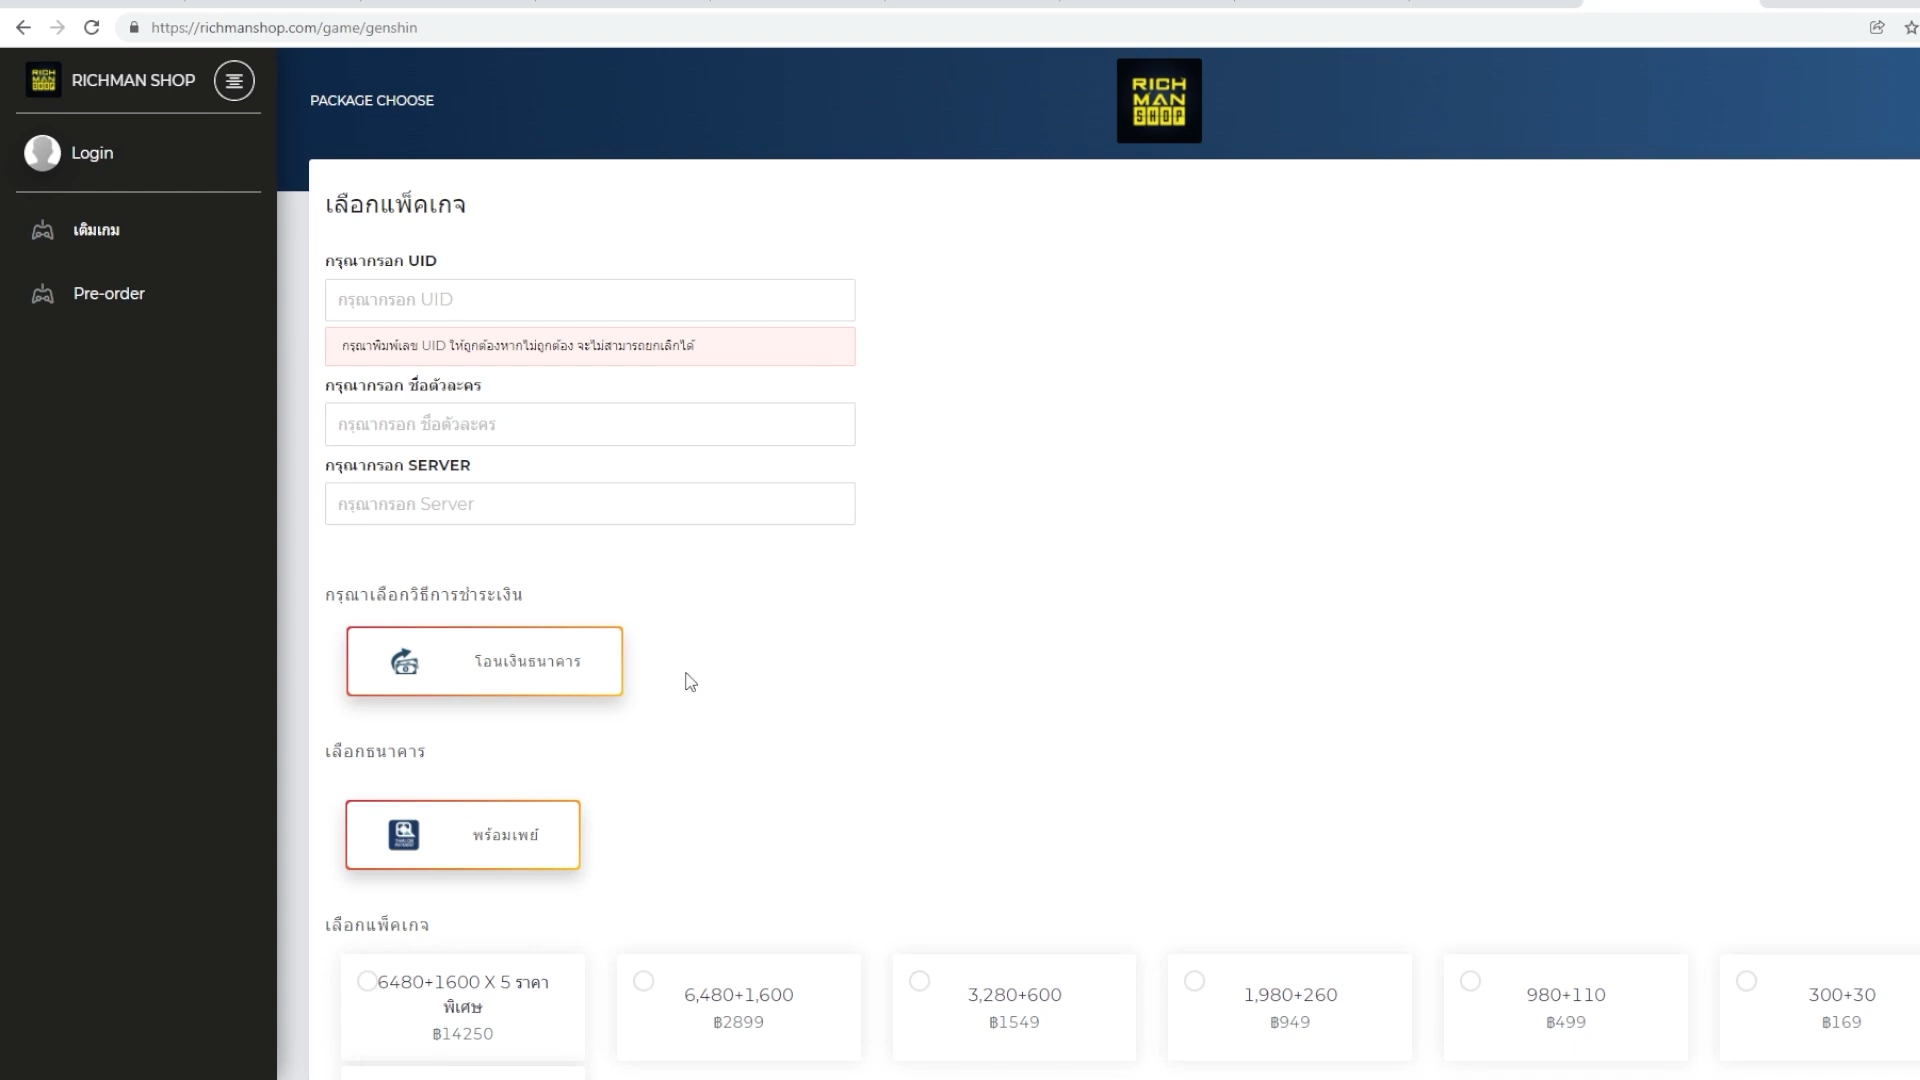 https://richmanshop.com/game/genshin
RICH MAN SHOP
RICHMAN SHOP
PACKAGE CHOOSE
RICH
MAN
SHOP
Login
เติมเกม
Pre-order
เลือกแพ็คเกจ
กรุณากรอก UID
กรุณากรอก UID
กรุณาพิมพ์เลข UID ให้ถูกต้องหากไม่ถูกต้อง จะไม่สามารถยกเลิกได้
กรุณากรอก ชื่อตัวละคร
กรุณากรอก ชื่อตัวละคร
กรุณากรอก SERVER
กรุณากรอก Server
กรุณาเลือกวิธีการชำระเงิน
โอนเงินธนาคาร
เลือกธนาคาร
พร้อมเพย์
เลือกแพ็คเกจ
6480+1600 X 5 ราคา
พิเศษ
฿14250
6,480+1,600
฿2899
3,280+600
฿1549
1,980+260
฿949
980+110
฿499
300+30
฿169